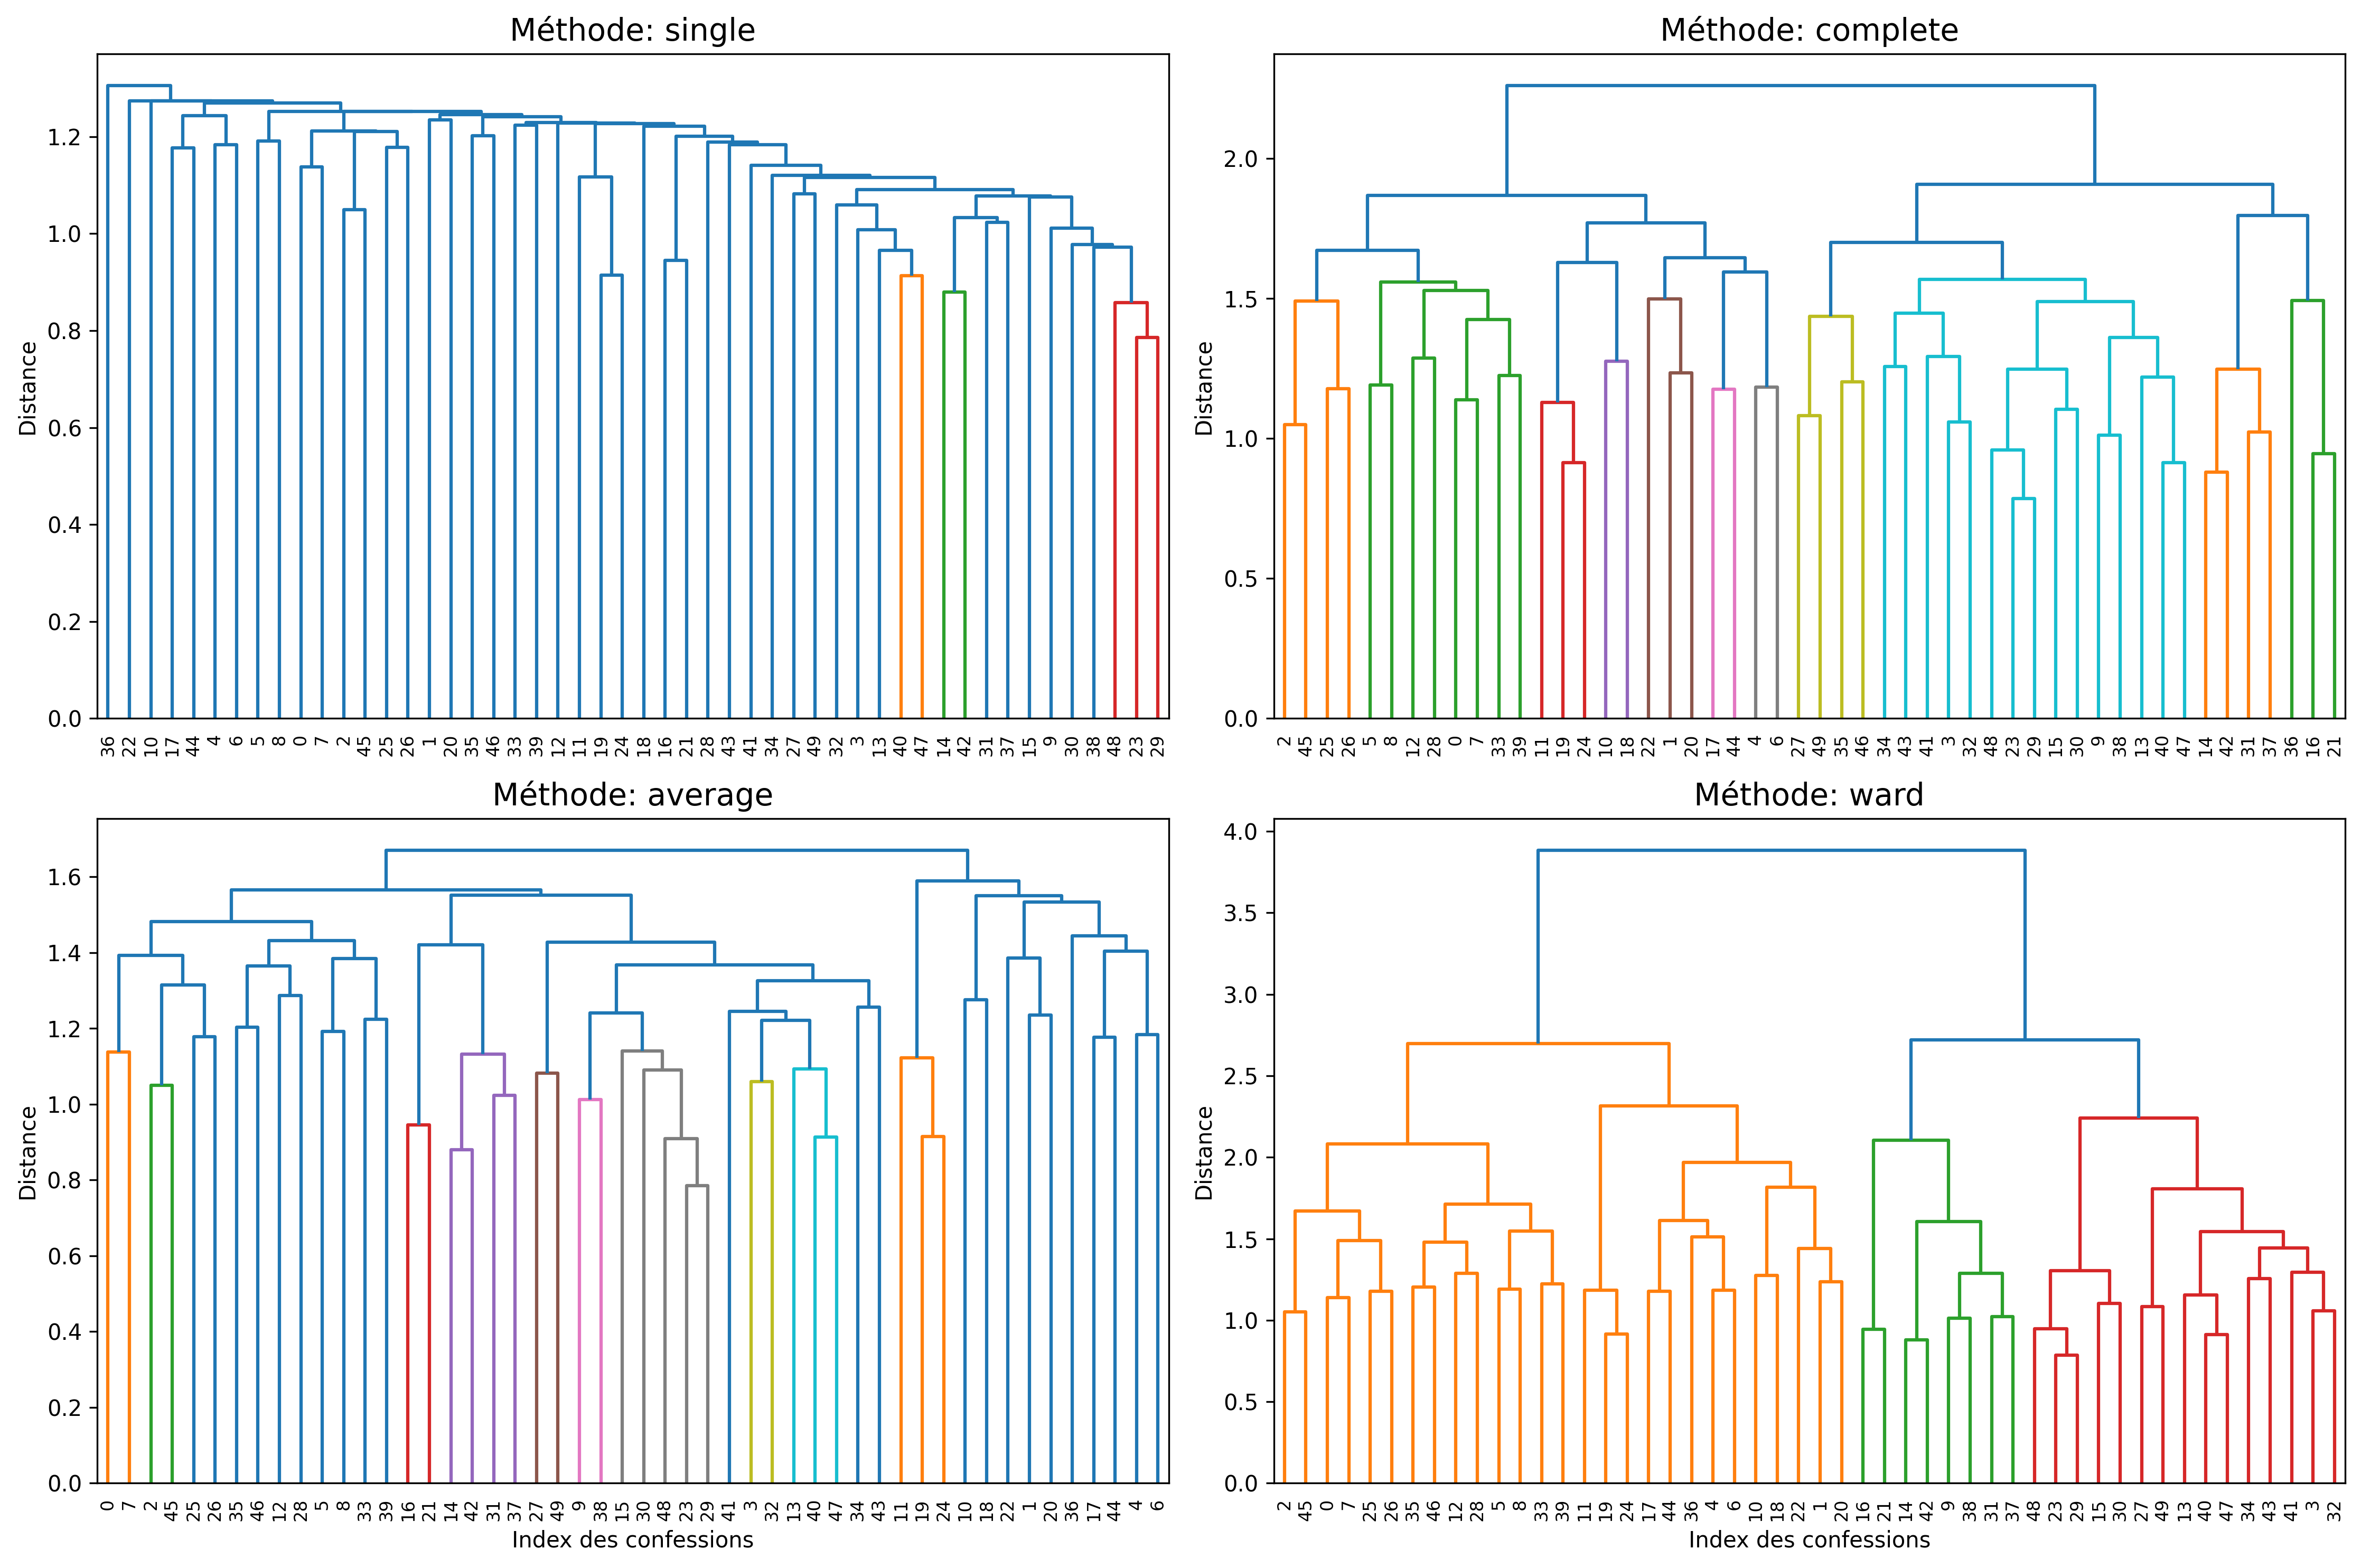 Méthode: single
1.2
1.0
0.8
0.6
0.4
0.2
0.0
Distance
36 22 10 17 44 4 6 5 8 0 7 2 45 25 26 1 20 35 46 33 39 12 11 19 24 18 16 21 28 43 41 34 27 49 32 3 13 40 47 14 42 31 37 15 9 30 38 48 23 29
Méthode: complete
2.0
1.5
1.0
0.5
0.0
Distance
2 45 25 26 5 8 12 28 0 7 33 39 11 19 24 10 18 22 1 20 17 44 4 6 27 49 35 46 34 43 41 3 32 48 23 29 15 30 9 38 13 40 47 14 42 31 37 36 16 21
Méthode: average
1.6
1.4
1.2
1.0
0.8
0.6
0.4
0.2
0.0
Distance
0 7 2 45 25 26 35 46 12 28 5 8 33 39 16 21 14 42 31 37 27 49 9 38 15 30 48 23 29 41 3 32 13 40 47 34 43 11 19 24 10 18 22 1 20 36 17 44 4 6
Index des confessions
Méthode: ward
4.0
3.5
3.0
2.5
2.0
1.5
1.0
0.5
0.0
Distance
2 45 0 7 25 26 35 46 12 28 5 8 33 39 11 19 24 17 44 36 4 6 10 18 22 1 20 16 21 14 42 9 38 31 37 48 23 29 15 30 27 49 13 40 47 34 43 41 3 32
Index des confessions